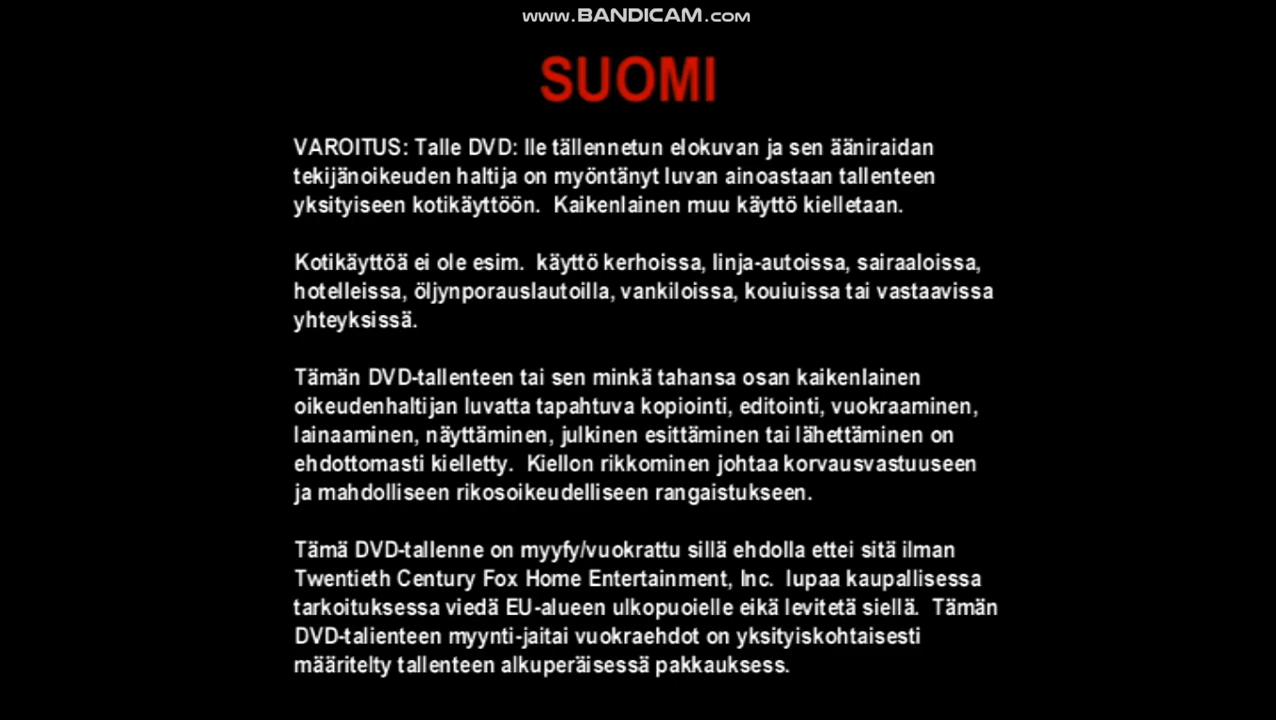 www.BANDICAM.com
SUOMI
VAROITUS: Talle DVD: lle tällennetun elokuvan ja sen ääniraidan
tekijänoikeuden haltija on myöntänyt luvan ainoastaan tallenteen
yksityiseen kotikäyttöön. Kaikenlainen muu käyttö kielletaan.
Kotikäyttöä ei ole esim. käyttö kerhoissa, linja-autoissa, sairaaloissa,
hotelleissa, öljynporauslautoilla, vankiloissa, kouiuissa tai vastaavissa
yhteyksissä.
Tämän DVD-tallenteen tai sen minkä tahansa osan kaikenlainen
oikeudenhaltijan luvatta tapahtuva kopiointi, editointi, vuokraaminen,
lainaaminen, näyttäminen, julkinen esittäminen tai lähettäminen on
ehdottomasti kielletty. Kiellon rikkominen johtaa korvausvastuuseen
ja mahdolliseen rikosoikeudelliseen rangaistukseen.
Tämä DVD-tallenne on myyfy/vuokrattu sillä ehdolla ettei sitä ilman
Twentieth Century Fox Home Entertainment, Inc. lupaa kaupallisessa
tarkoituksessa viedä EU-alueen ulkopuoielle eikä levitetä siellä. Tämän
DVD-talienteen myynti-jaitai vuokraehdot on yksityiskohtaisesti
määritelty tallenteen alkuperäisessä pakkauksess.